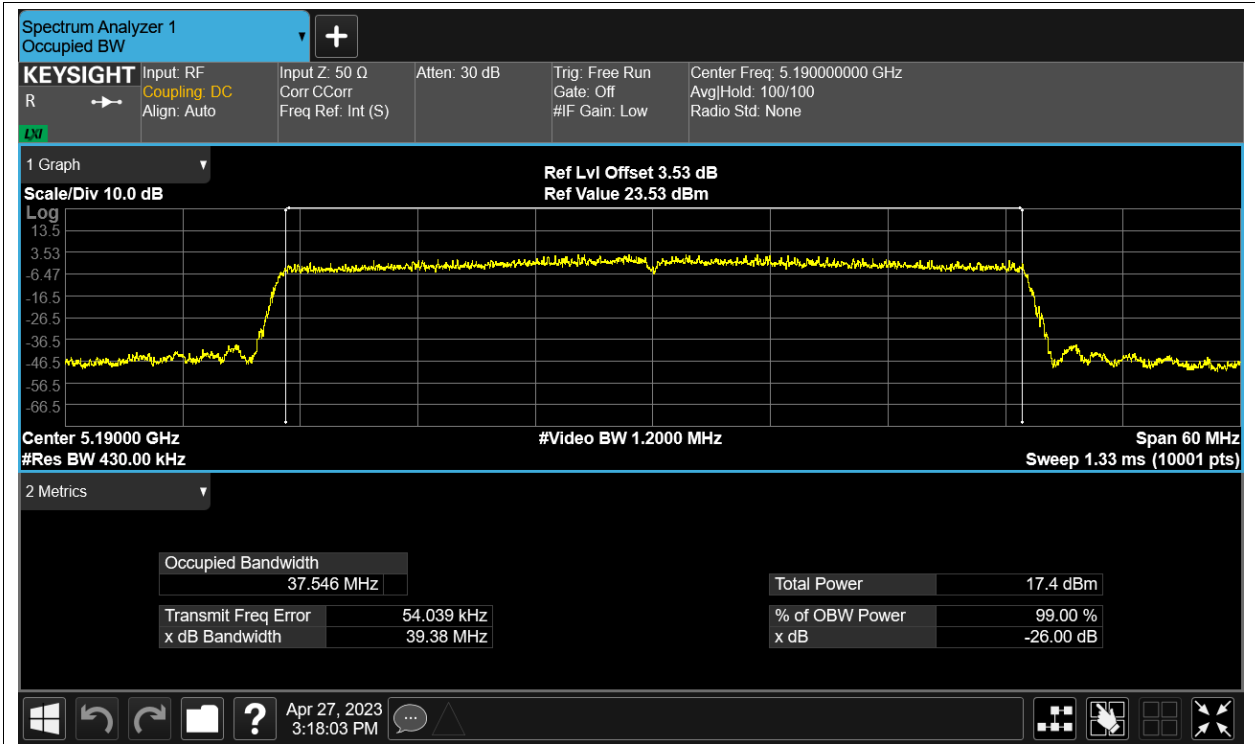 Spectrum Analyzer 1
Occupied BW
+
KEYSIGHT
R
LXI
Input: RF
Coupling: DC
Align: Auto
Input Z: 50 Ω
Corr CCorr
Freq Ref: Int (S)
Atten: 30 dB
Trig: Free Run
Gate: Off
#IF Gain: Low
Center Freq: 5.190000000 GHz
Avg|Hold: 100/100
Radio Std: None
1 Graph
Scale/Div 10.0 dB
Ref Lvl Offset 3.53 dB
Ref Value 23.53 dBm
Log
13.5
3.53
-6.47
-16.5
-26.5
-36.5
-46.5
-56.5
-66.5
Center 5.19000 GHz
#Res BW 430.00 kHz
#Video BW 1.2000 MHz
Span 60 MHz
Sweep 1.33 ms (10001 pts)
2 Metrics
Occupied Bandwidth
37.546 MHz
Transmit Freq Error 54.039 kHz
x dB Bandwidth 39.38 MHz
Total Power 17.4 dBm
% of OBW Power 99.00 %
x dB -26.00 dB
?
Apr 27, 2023
3:18:03 PM